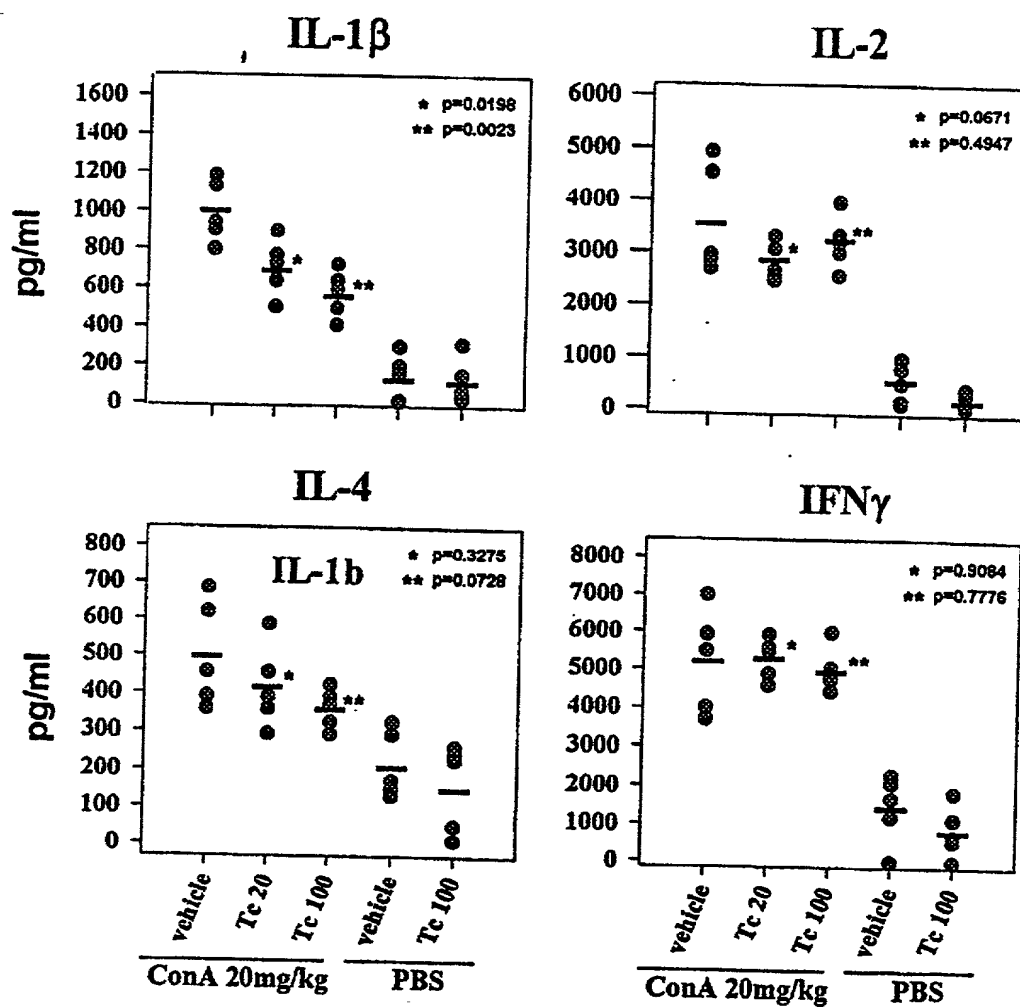 IL-1β
pg/ml
1600
1400
1200
1000
800
600
400
200
0
* p=0.0198
** p=0.0023
*
**
IL-2
6000
5000
4000
3000
2000
1000
0
* p=0.0671
** p=0.4947
*
**
IL-4
pg/ml
800
700
600
500
400
300
200
100
0
IL-1b
* p=0.3275
** p=0.0728
*
**
vehicle
Tc 20
Tc 100
vehicle
Tc 100
ConA 20mg/kg
PBS
IFNγ
8000
7000
6000
5000
4000
3000
2000
1000
0
* p=0.9084
** p=0.7776
*
**
vehicle
Tc 20
Tc 100
vehicle
Tc 100
ConA 20mg/kg
PBS